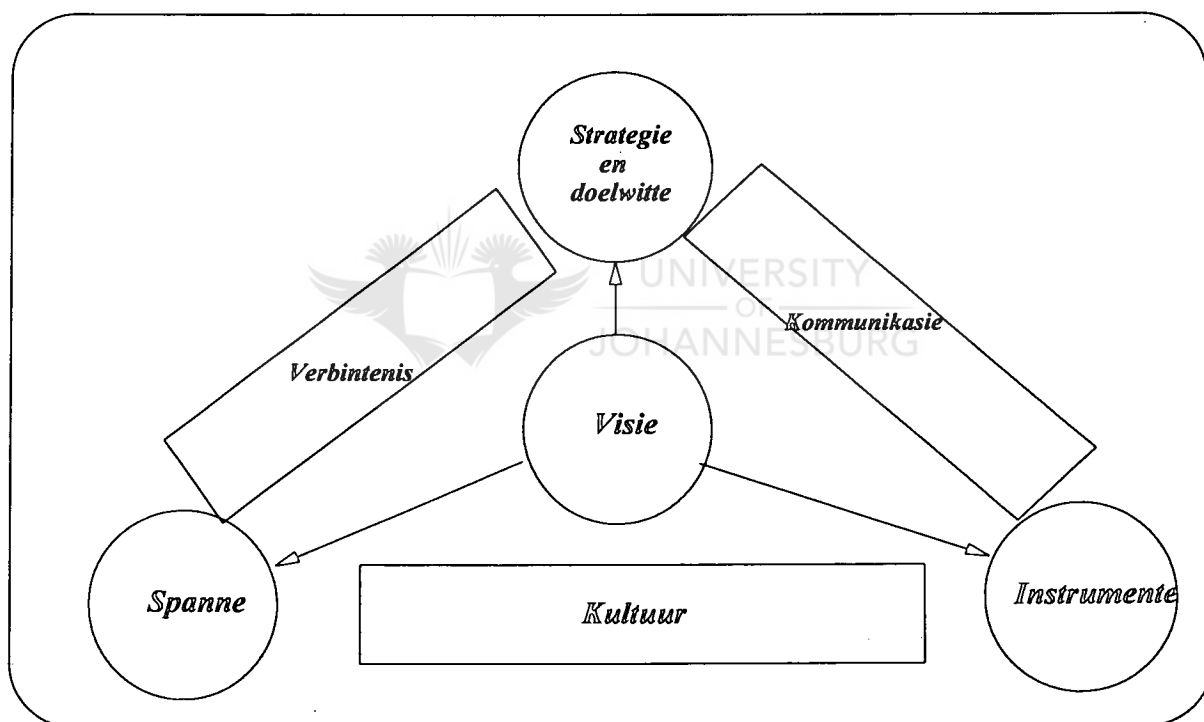 Strategie
en
doelwitte
UNIVERSITY
OF
JOHANNESBURG
Kommunikasie
Verbintenis
Visie
Spanne
Kultuur
Instrumente